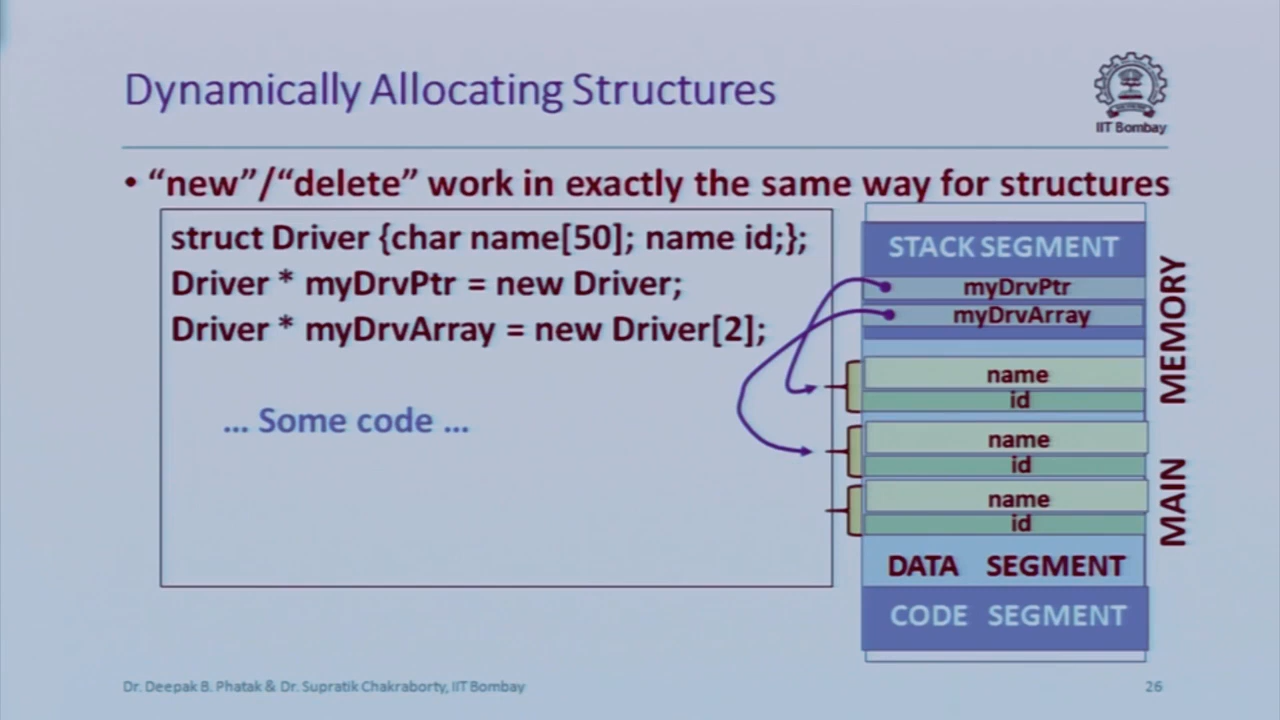 Dynamically Allocating Structures
IIT Bombay
• “new”/“delete” work in exactly the same way for structures
struct Driver {char name[50]; name id;};
Driver * myDrvPtr = new Driver;
Driver * myDrvArray = new Driver[2];
... Some code ...
STACK SEGMENT
myDrvPtr
myDrvArray
name
id
name
id
name
id
DATA SEGMENT
CODE SEGMENT
MAIN MEMORY
Dr. Deepak B. Phatak & Dr. Supratik Chakraborty, IIT Bombay
26